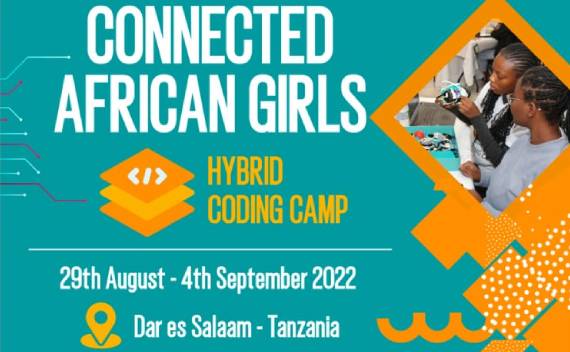 CONNECTED
AFRICAN GIRLS
</>
HYBRID
CODING CAMP
29th August - 4th September 2022
Dar es Salaam - Tanzania